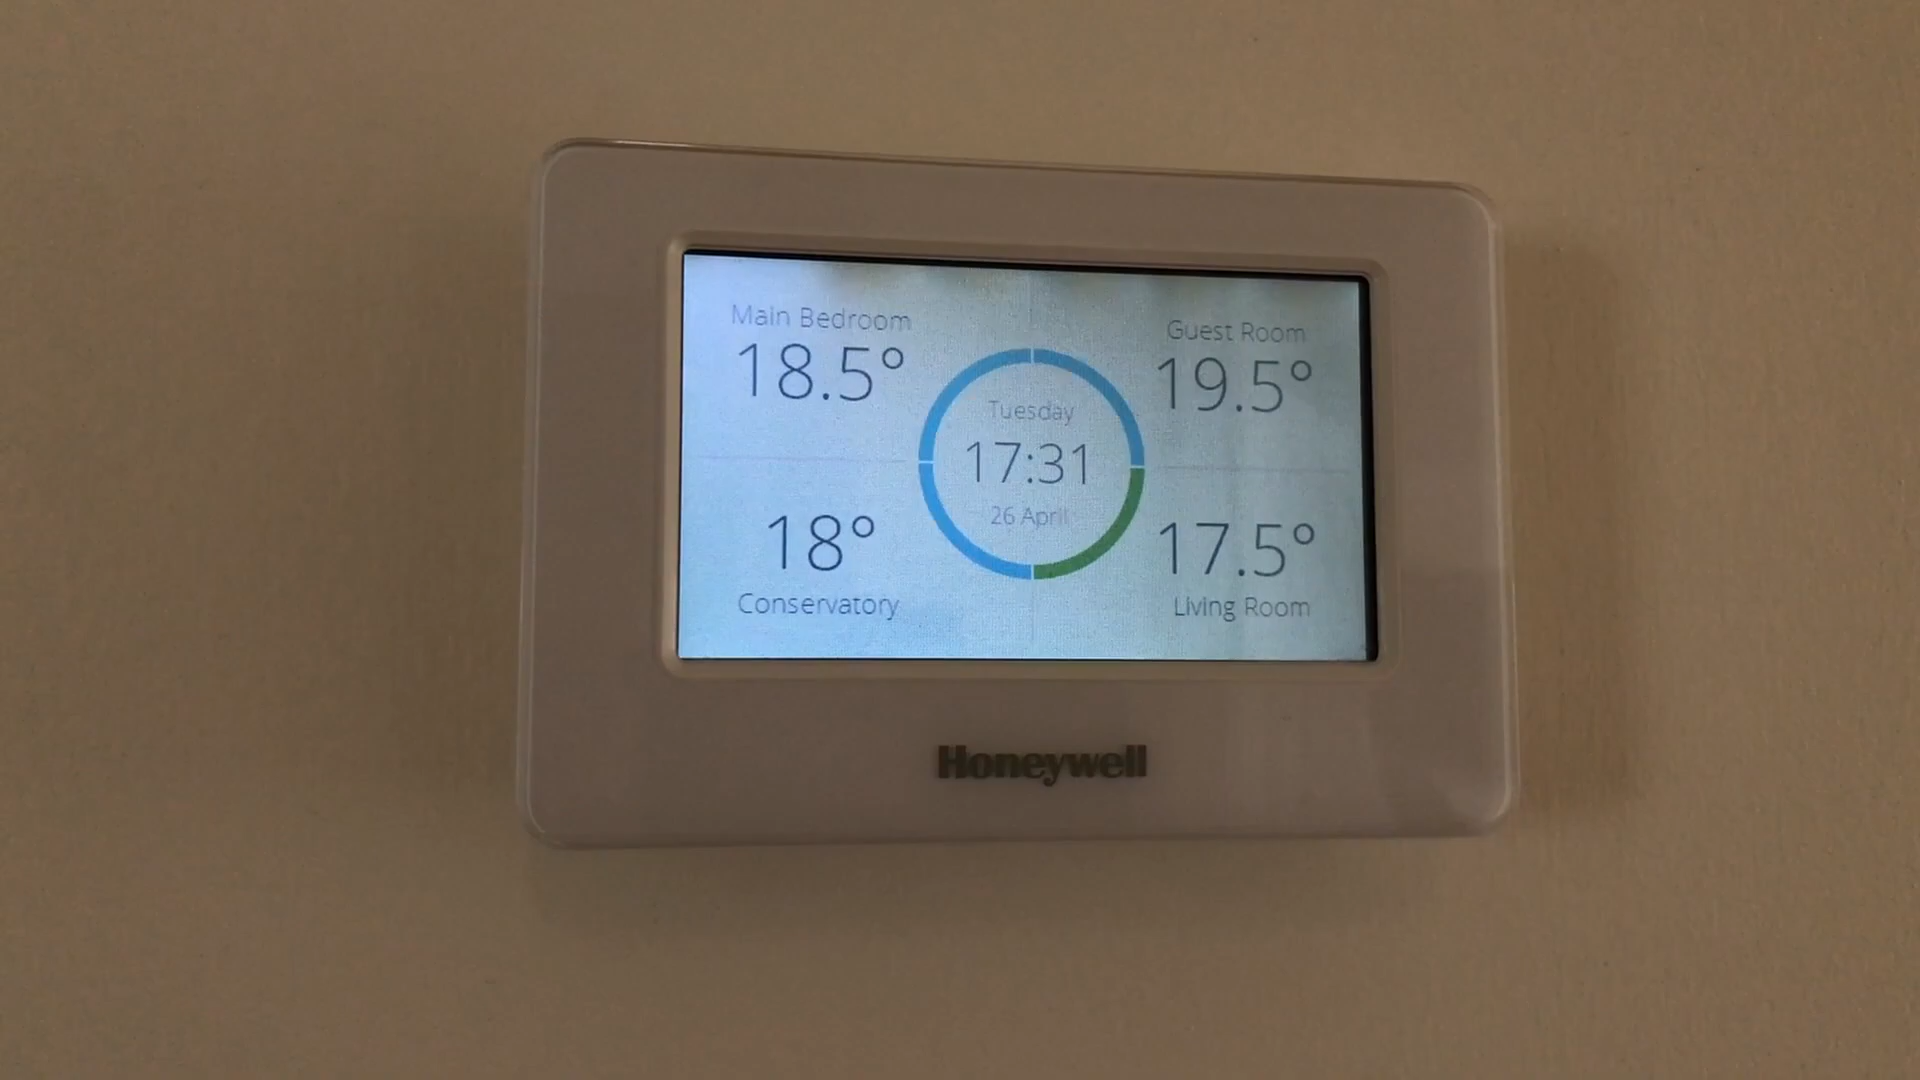 Main Bedroom
18.5°
Guest Room
19.5°
Tuesday
17:31
26 April
18°
Conservatory
17.5°
Living Room
Honeywell